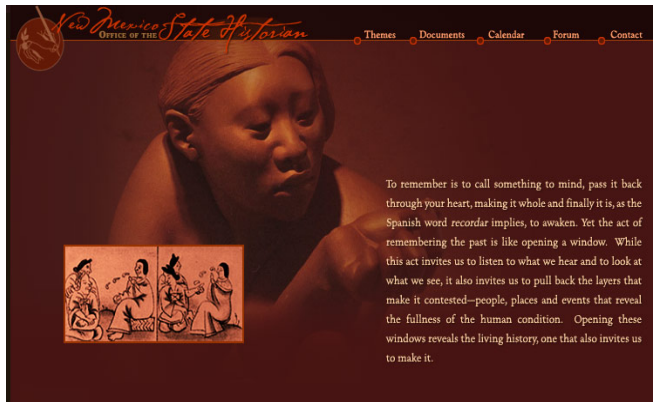 New Mexico
Office of the State Historian
Themes Documents Calendar Forum Contact
To remember is to call something to mind, pass it back
through your heart, making it whole and finally it is, as the
Spanish word recordar implies, to awaken. Yet the act of
remembering the past is like opening a window. While
this act invites us to listen to what we hear and to look at
what we see, it also invites us to pull back the layers that
make it contested—people, places and events that reveal
the fullness of the human condition. Opening these
windows reveals the living history, one that also invites us
to make it.